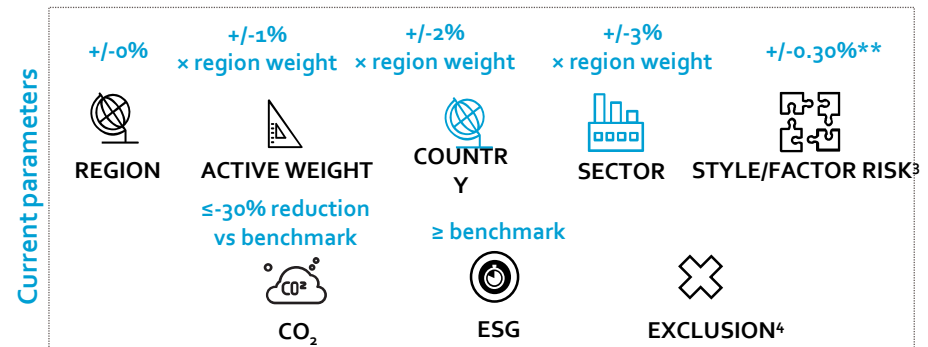 Current parameters
+/-0%
+/-1%
× region weight
+/-2%
× region weight
+/-3%
× region weight
+/-0.30%**
REGION
ACTIVE WEIGHT
COUNTR
Y
SECTOR
STYLE/FACTOR RISK³
≤-30% reduction
vs benchmark
≥ benchmark
CO²
CO₂
ESG
EXCLUSION⁴